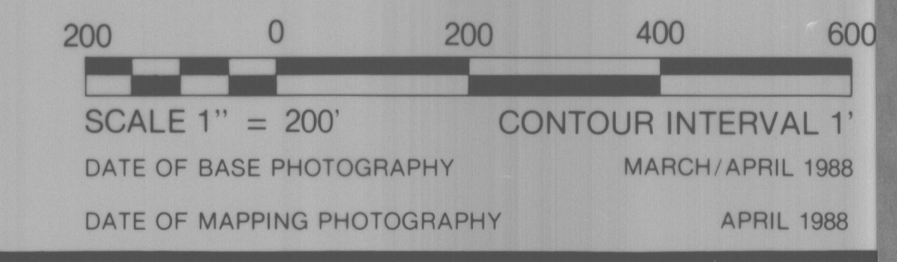 200 0 200 400 600
SCALE 1" = 200' CONTOUR INTERVAL 1'
DATE OF BASE PHOTOGRAPHY MARCH/APRIL 1988
DATE OF MAPPING PHOTOGRAPHY APRIL 1988